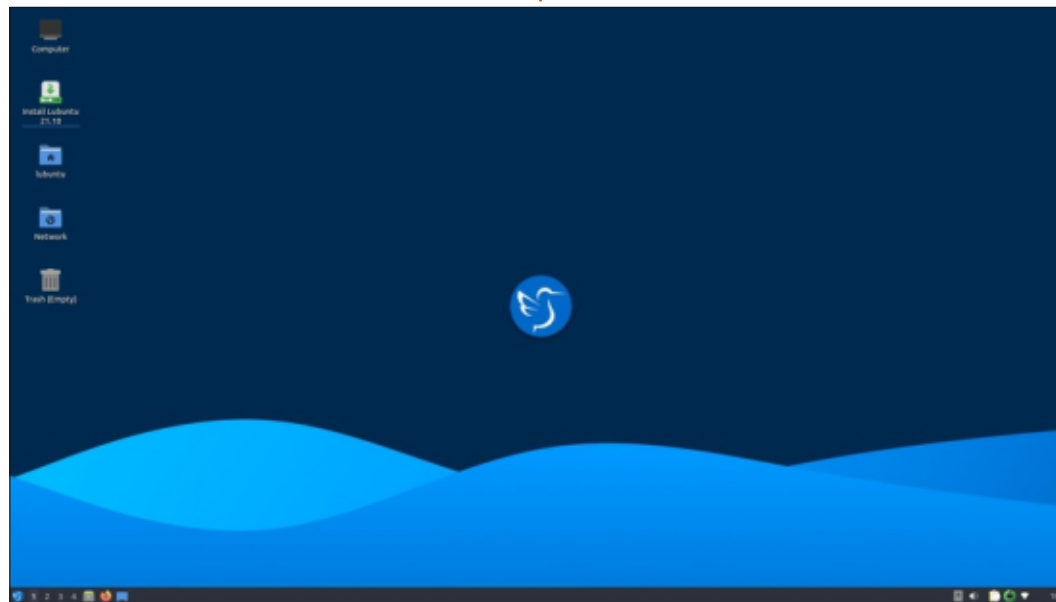 Computer
Install Lubuntu
21.10
lubuntu
Network
Trash (Empty)
1 2 3 4